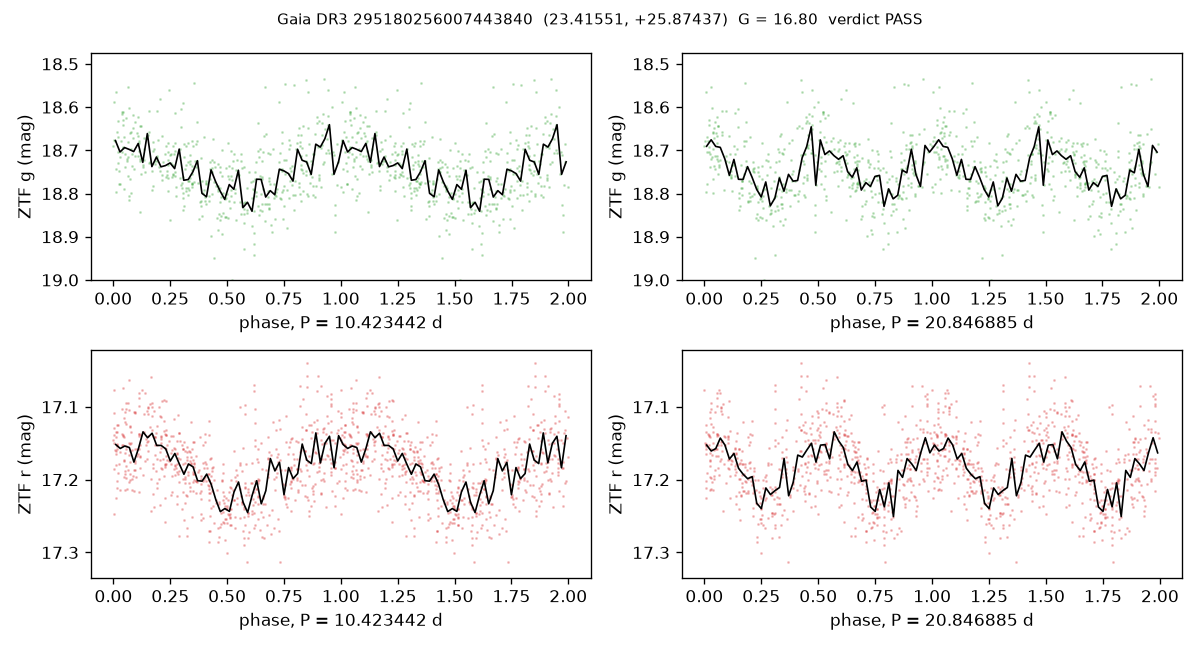 Gaia DR3 295180256007443840  (23.41551, +25.87437)  G = 16.80  verdict PASS
ZTF g (mag)
18.5
18.6
18.7
18.8
18.9
19.0
0.00 0.25 0.50 0.75 1.00 1.25 1.50 1.75 2.00
phase, P = 10.423442 d
ZTF g (mag)
18.5
18.6
18.7
18.8
18.9
19.0
0.00 0.25 0.50 0.75 1.00 1.25 1.50 1.75 2.00
phase, P = 20.846885 d
ZTF r (mag)
17.1
17.2
17.3
0.00 0.25 0.50 0.75 1.00 1.25 1.50 1.75 2.00
phase, P = 10.423442 d
ZTF r (mag)
17.1
17.2
17.3
0.00 0.25 0.50 0.75 1.00 1.25 1.50 1.75 2.00
phase, P = 20.846885 d